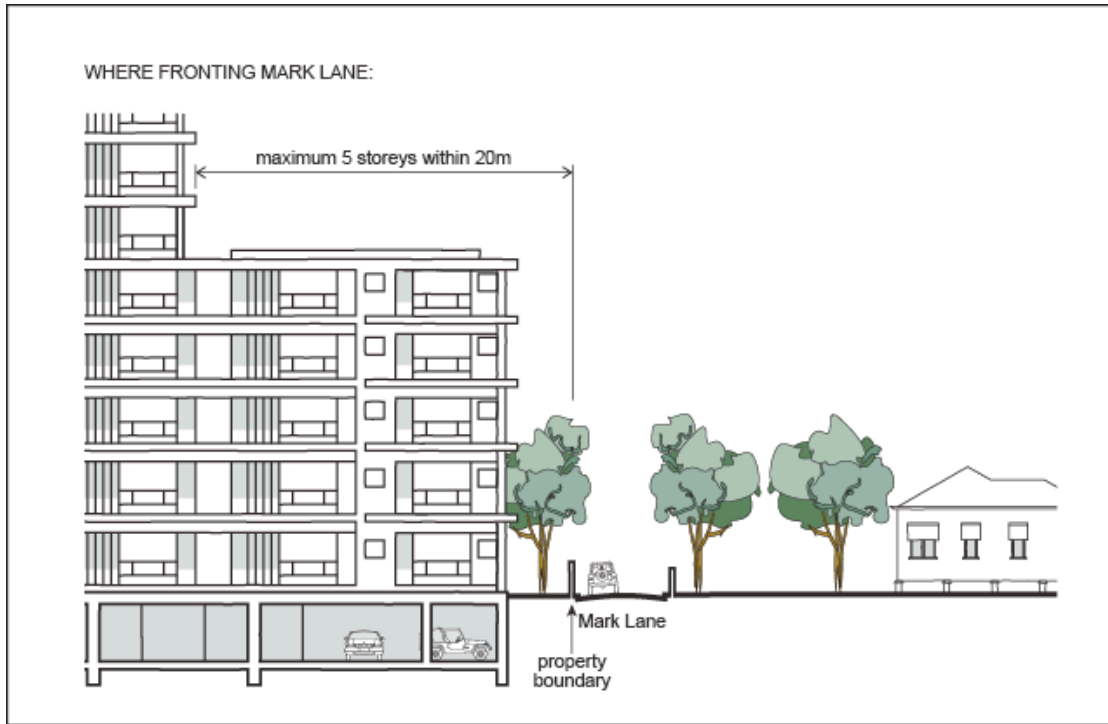 WHERE FRONTING MARK LANE:
maximum 5 storeys within 20m
Mark Lane
property
boundary